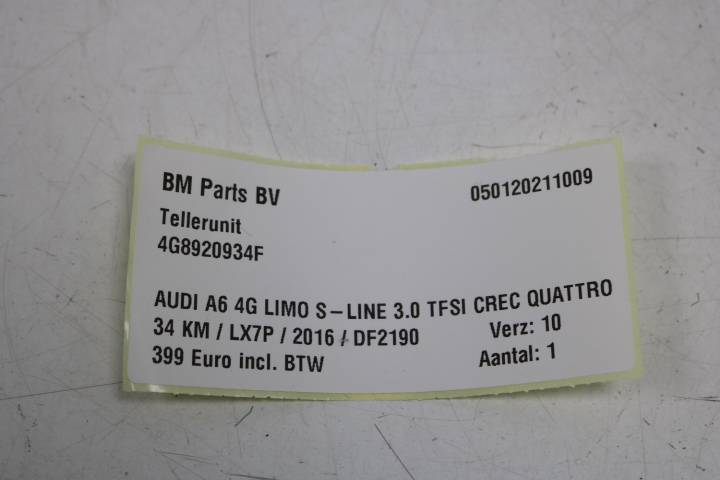 BM Parts BV 050120211009
Tellerunit
4G8920934F
AUDI A6 4G LIMO S-LINE 3.0 TFSI CREC QUATTRO
34 KM / LX7P / 2016 / DF2190 Verz: 10
399 Euro incl. BTW Aantal: 1